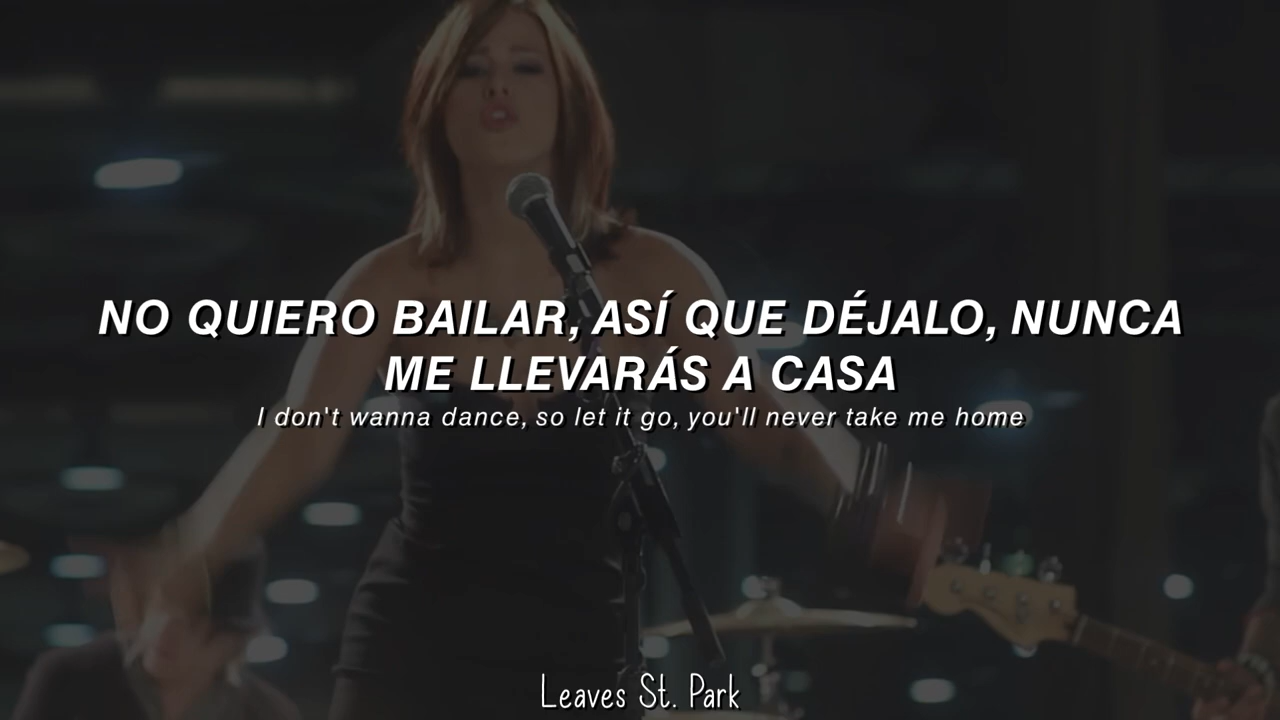 NO QUIERO BAILAR, ASÍ QUE DÉJALO, NUNCA
ME LLEVARÁS A CASA
I don't wanna dance, so let it go, you'll never take me home
Leaves St. Park